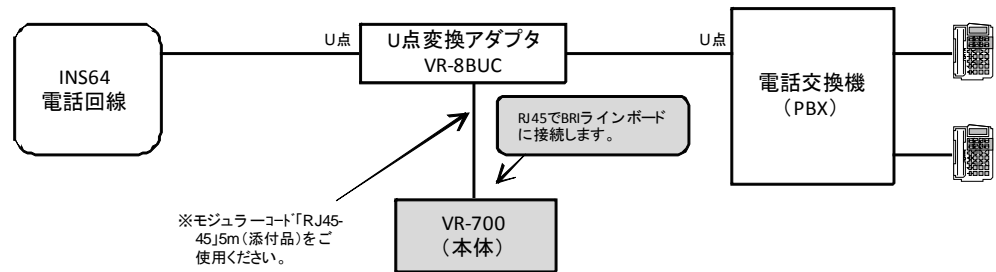 INS64
電話回線
U点
U点変換アダプタ
VR-8BUC
U点
電話交換機
（PBX）
RJ45でBRIラインボード
に接続します。
※モジュラーコード「RJ45-
45」5m（添付品）をご
使用ください。
VR-700
（本体）